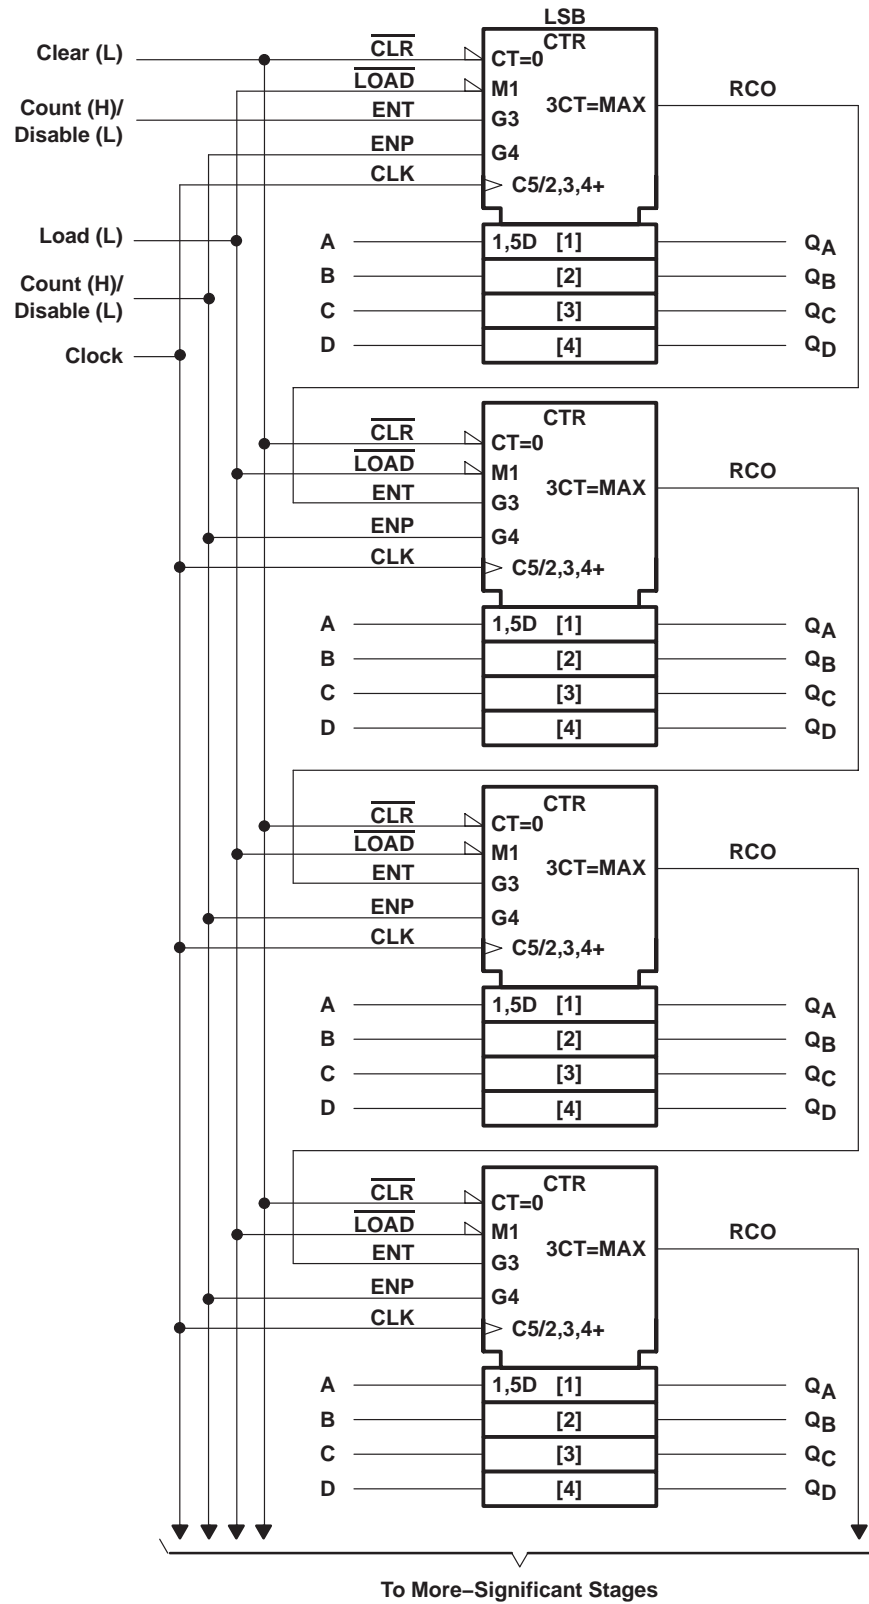 LSB
CTR
Clear (L)
CLR
CT=0
LOAD
M1
3CT=MAX
RCO
Count (H)/
Disable (L)
ENT
G3
ENP
G4
CLK
C5/2,3,4+
Load (L)
A
1,5D [1]
QA
B
[2]
QB
Count (H)/
Disable (L)
C
[3]
QC
Clock
D
[4]
QD
CTR
CLR
CT=0
LOAD
M1
3CT=MAX
RCO
ENT
G3
ENP
G4
CLK
C5/2,3,4+
A
1,5D [1]
QA
B
[2]
QB
C
[3]
QC
D
[4]
QD
CTR
CLR
CT=0
LOAD
M1
3CT=MAX
RCO
ENT
G3
ENP
G4
CLK
C5/2,3,4+
A
1,5D [1]
QA
B
[2]
QB
C
[3]
QC
D
[4]
QD
CTR
CLR
CT=0
LOAD
M1
3CT=MAX
RCO
ENT
G3
ENP
G4
CLK
C5/2,3,4+
A
1,5D [1]
QA
B
[2]
QB
C
[3]
QC
D
[4]
QD
To More−Significant Stages